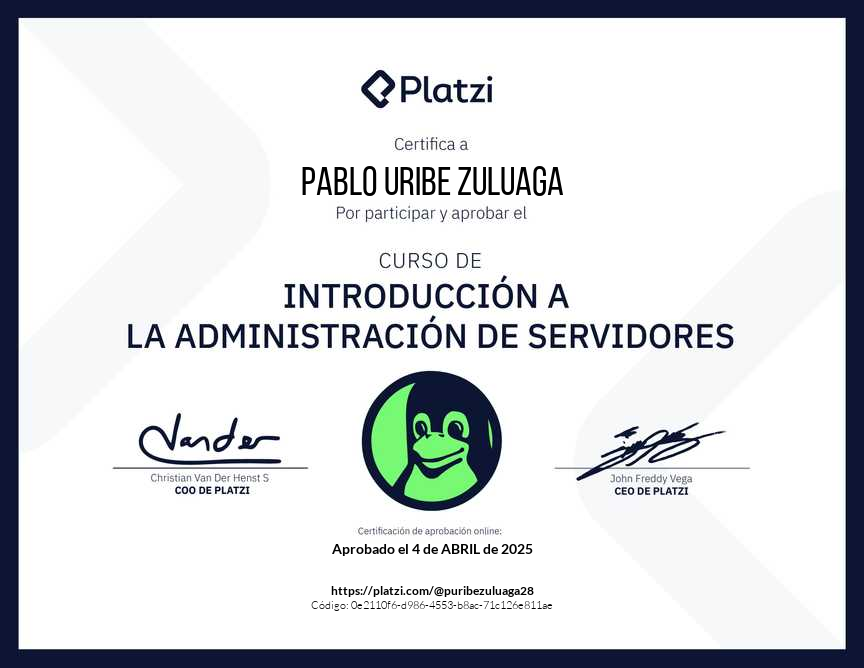 Platzi
Certifica a
PABLO URIBE ZULUAGA
Por participar y aprobar el
CURSO DE
INTRODUCCIÓN A
LA ADMINISTRACIÓN DE SERVIDORES
Vander
Christian Van Der Henst S
COO DE PLATZI
John Freddy Vega
CEO DE PLATZI
Certificación de aprobación online:
Aprobado el 4 de ABRIL de 2025
https://platzi.com/@puribezuluaga28
Código: 0e2110f6-d986-4553-b8ac-71c126e811ae